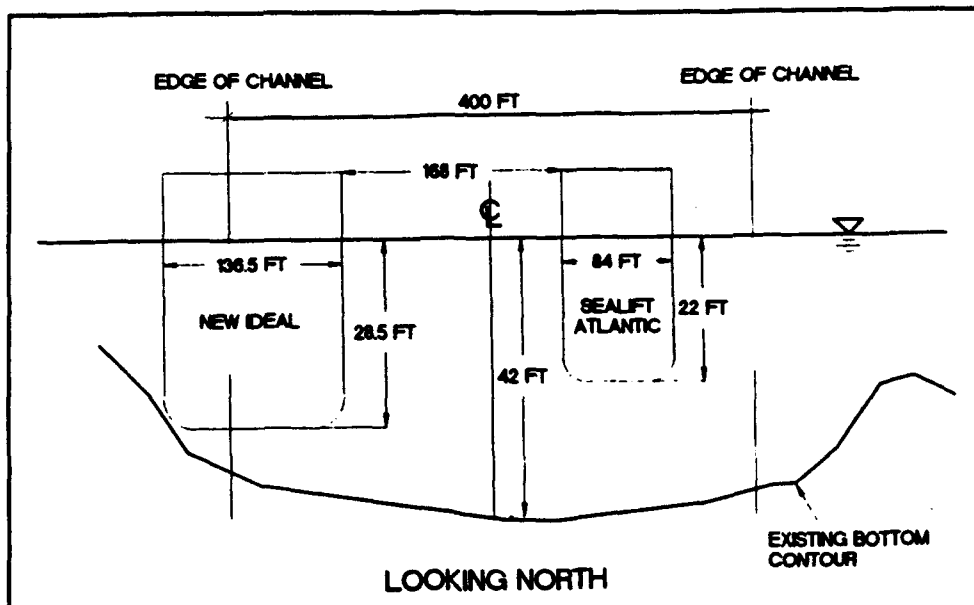 EDGE OF CHANNEL
EDGE OF CHANNEL
400 FT
168 FT
℄
136.5 FT
84 FT
NEW IDEAL
28.5 FT
SEALIFT
ATLANTIC
22 FT
42 FT
EXISTING BOTTOM
CONTOUR
LOOKING NORTH